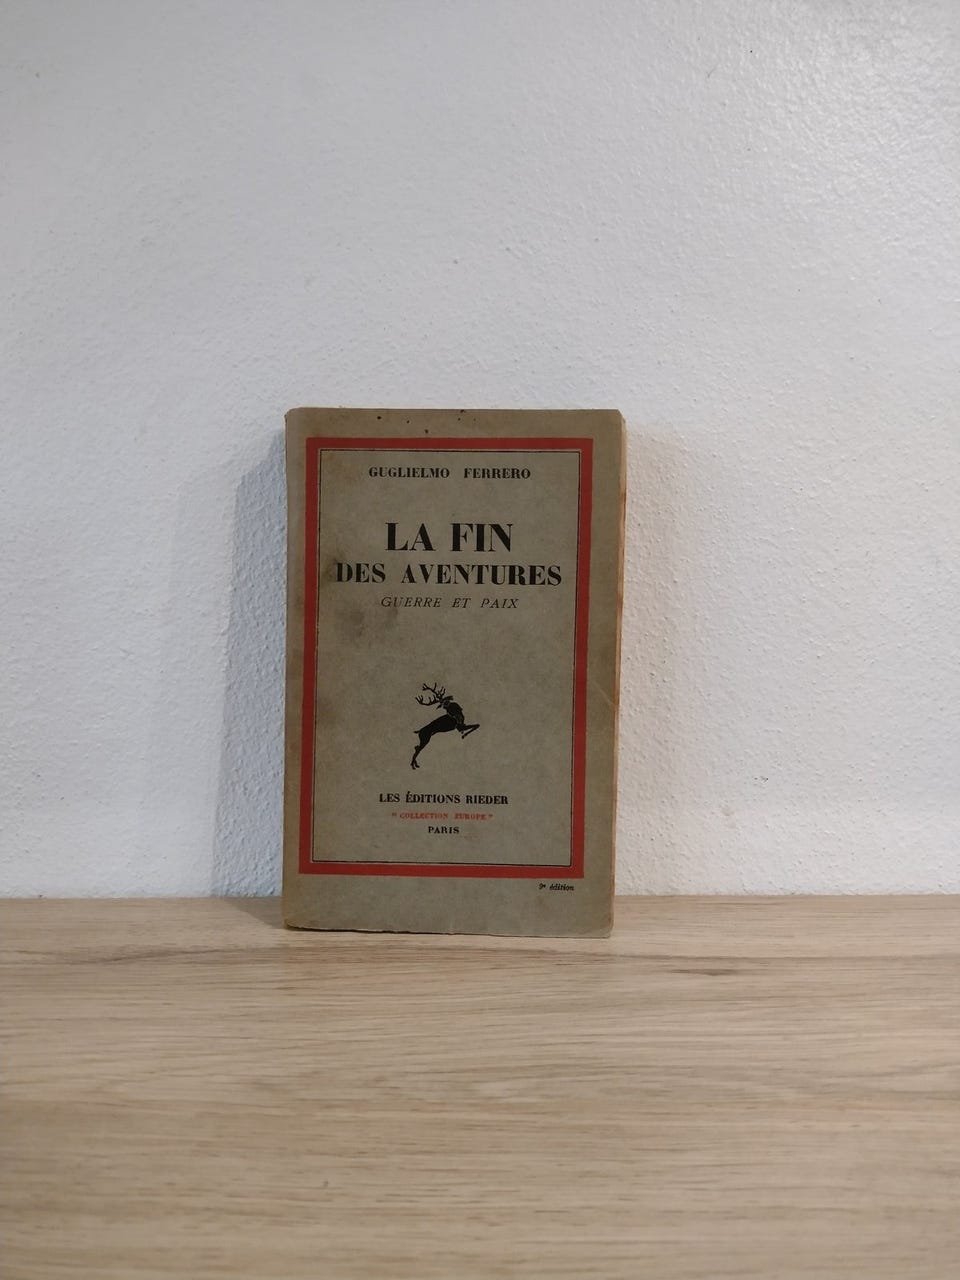 GUGLIELMO FERRERO
LA FIN
DES AVENTURES
GUERRE ET PAIX
LES ÉDITIONS RIEDER
" COLLECTION EUROPE "
PARIS
9e édition